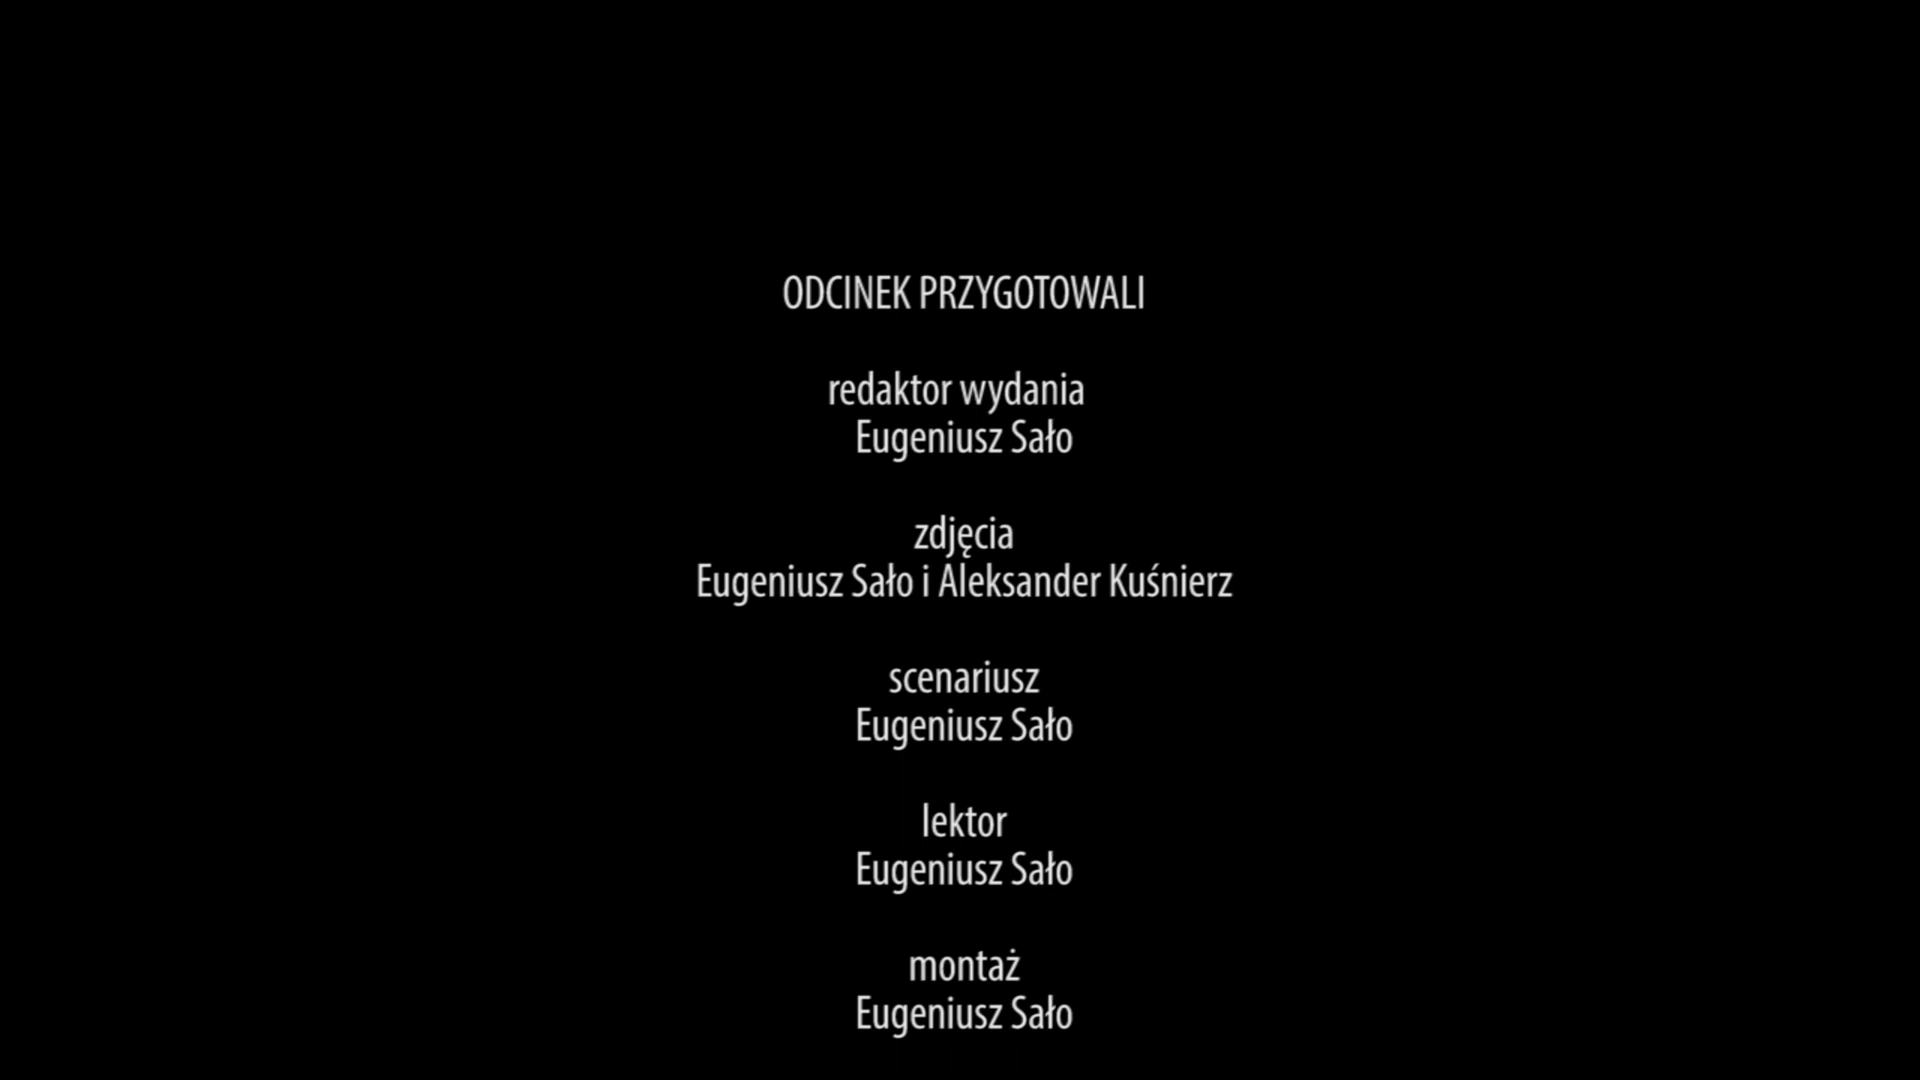 ODCINEK PRZYGOTOWALI
redaktor wydania
Eugeniusz Sało
zdjęcia
Eugeniusz Sało i Aleksander Kuśnierz
scenariusz
Eugeniusz Sało
lektor
Eugeniusz Sało
montaż
Eugeniusz Sało